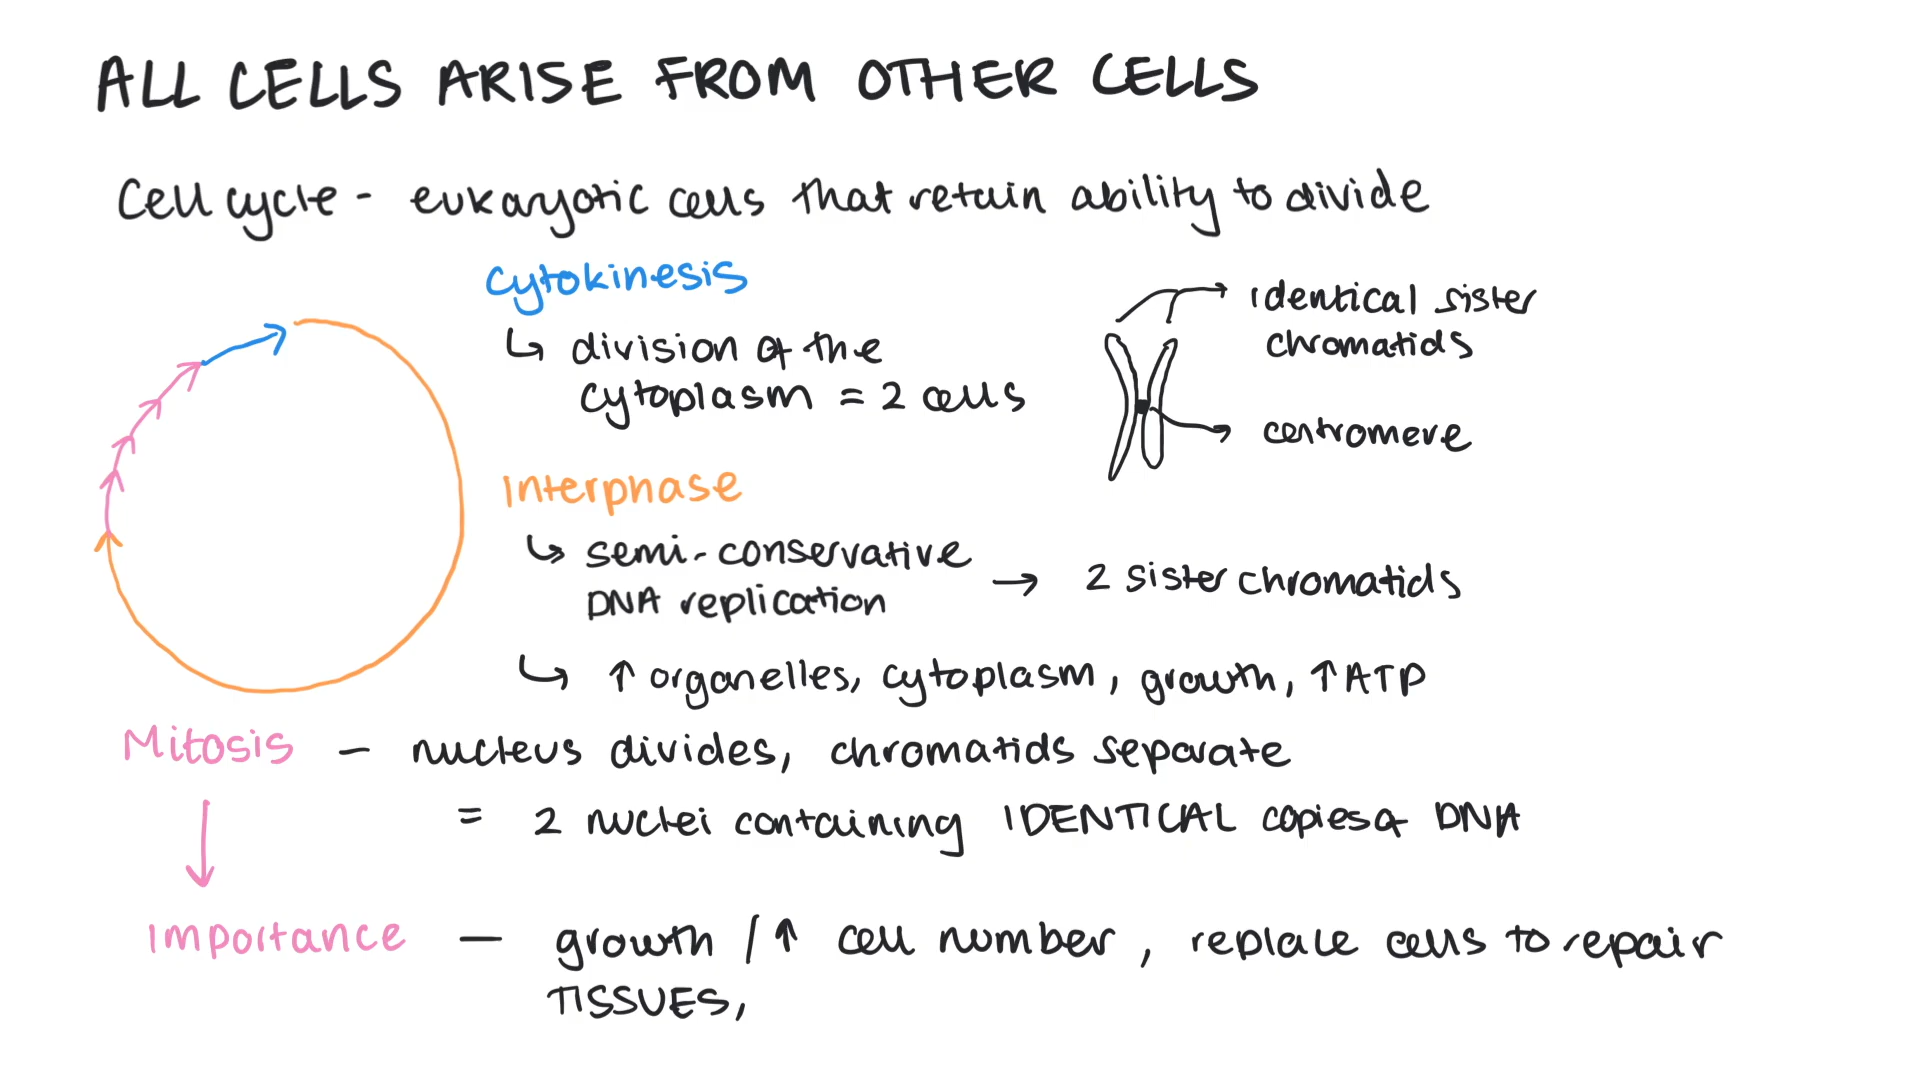 ALL CELLS ARISE FROM OTHER CELLS
Cell cycle - eukaryotic cells that retain ability to divide
Cytokinesis
↳ division of the
cytoplasm = 2 cells
identical sister
chromatids
centromere
Interphase
↳ semi-conservative
DNA replication
→ 2 sister chromatids
↳ ↑ organelles, cytoplasm, growth, ↑ ATP
Mitosis — nucleus divides, chromatids separate
= 2 nuclei containing IDENTICAL copies of DNA
Importance — growth / ↑ cell number, replace cells to repair
TISSUES,